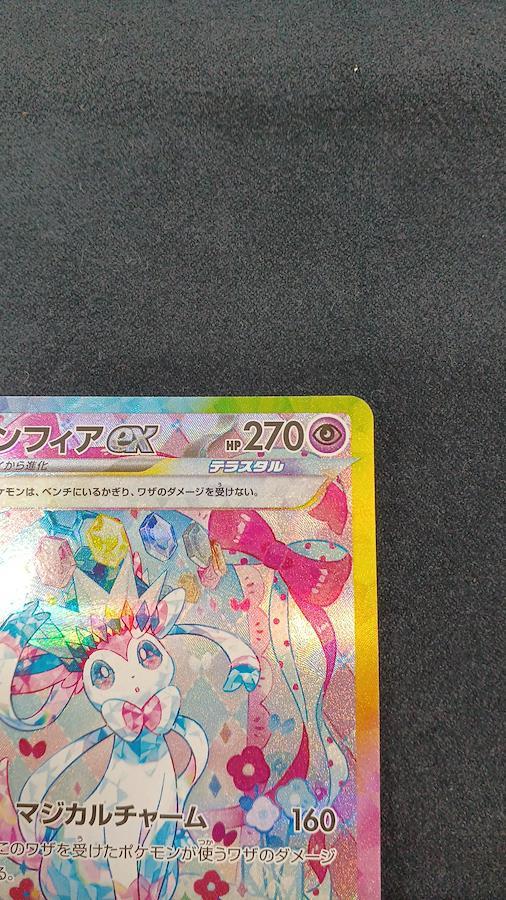 ンフィアex HP270
イから進化 テラスタル
ケモンは、ベンチにいるかぎり、ワザのダメージを受けない。
マジカルチャーム 160
このワザを受けたポケモンが使うワザのダメージ
る。